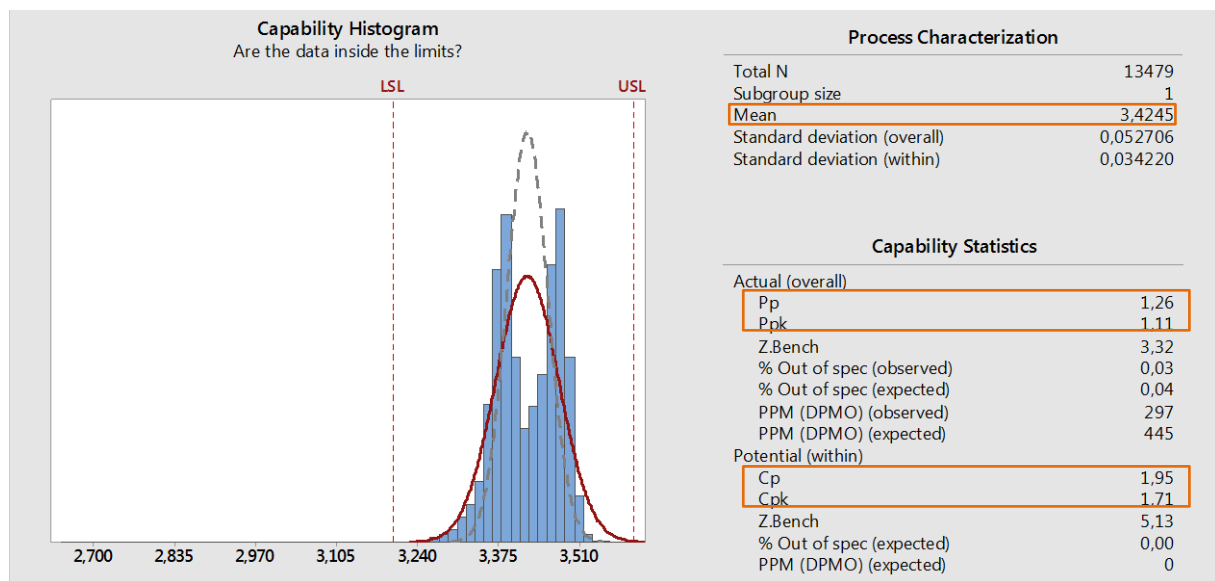 Capability Histogram
Are the data inside the limits?
LSL
USL
2,700 2,835 2,970 3,105 3,240 3,375 3,510
Process Characterization
Total N 13479
Subgroup size 1
Mean 3,4245
Standard deviation (overall) 0,052706
Standard deviation (within) 0,034220
Capability Statistics
Actual (overall)
Pp 1,26
Ppk 1,11
Z.Bench 3,32
% Out of spec (observed) 0,03
% Out of spec (expected) 0,04
PPM (DPMO) (observed) 297
PPM (DPMO) (expected) 445
Potential (within)
Cp 1,95
Cpk 1,71
Z.Bench 5,13
% Out of spec (expected) 0,00
PPM (DPMO) (expected) 0